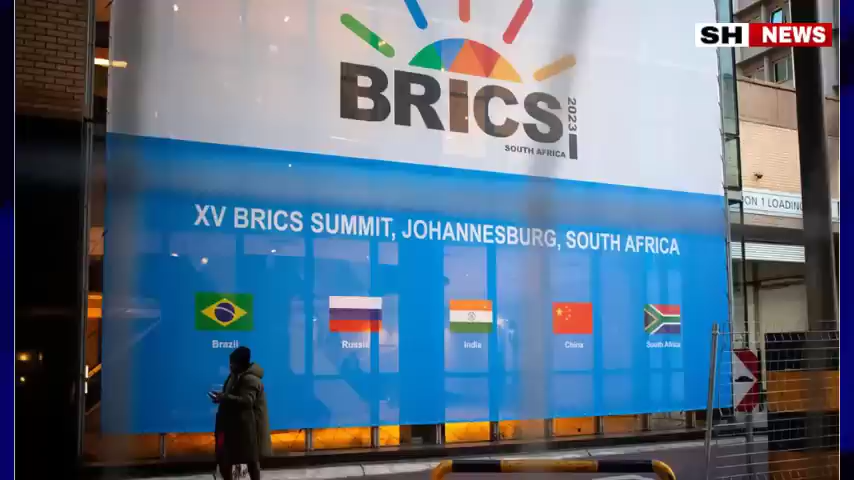 SH NEWS
BRICS
2023
SOUTH AFRICA
ON 1 LOADIN
XV BRICS SUMMIT, JOHANNESBURG, SOUTH AFRICA
Brazil
Russia
India
China
South Africa